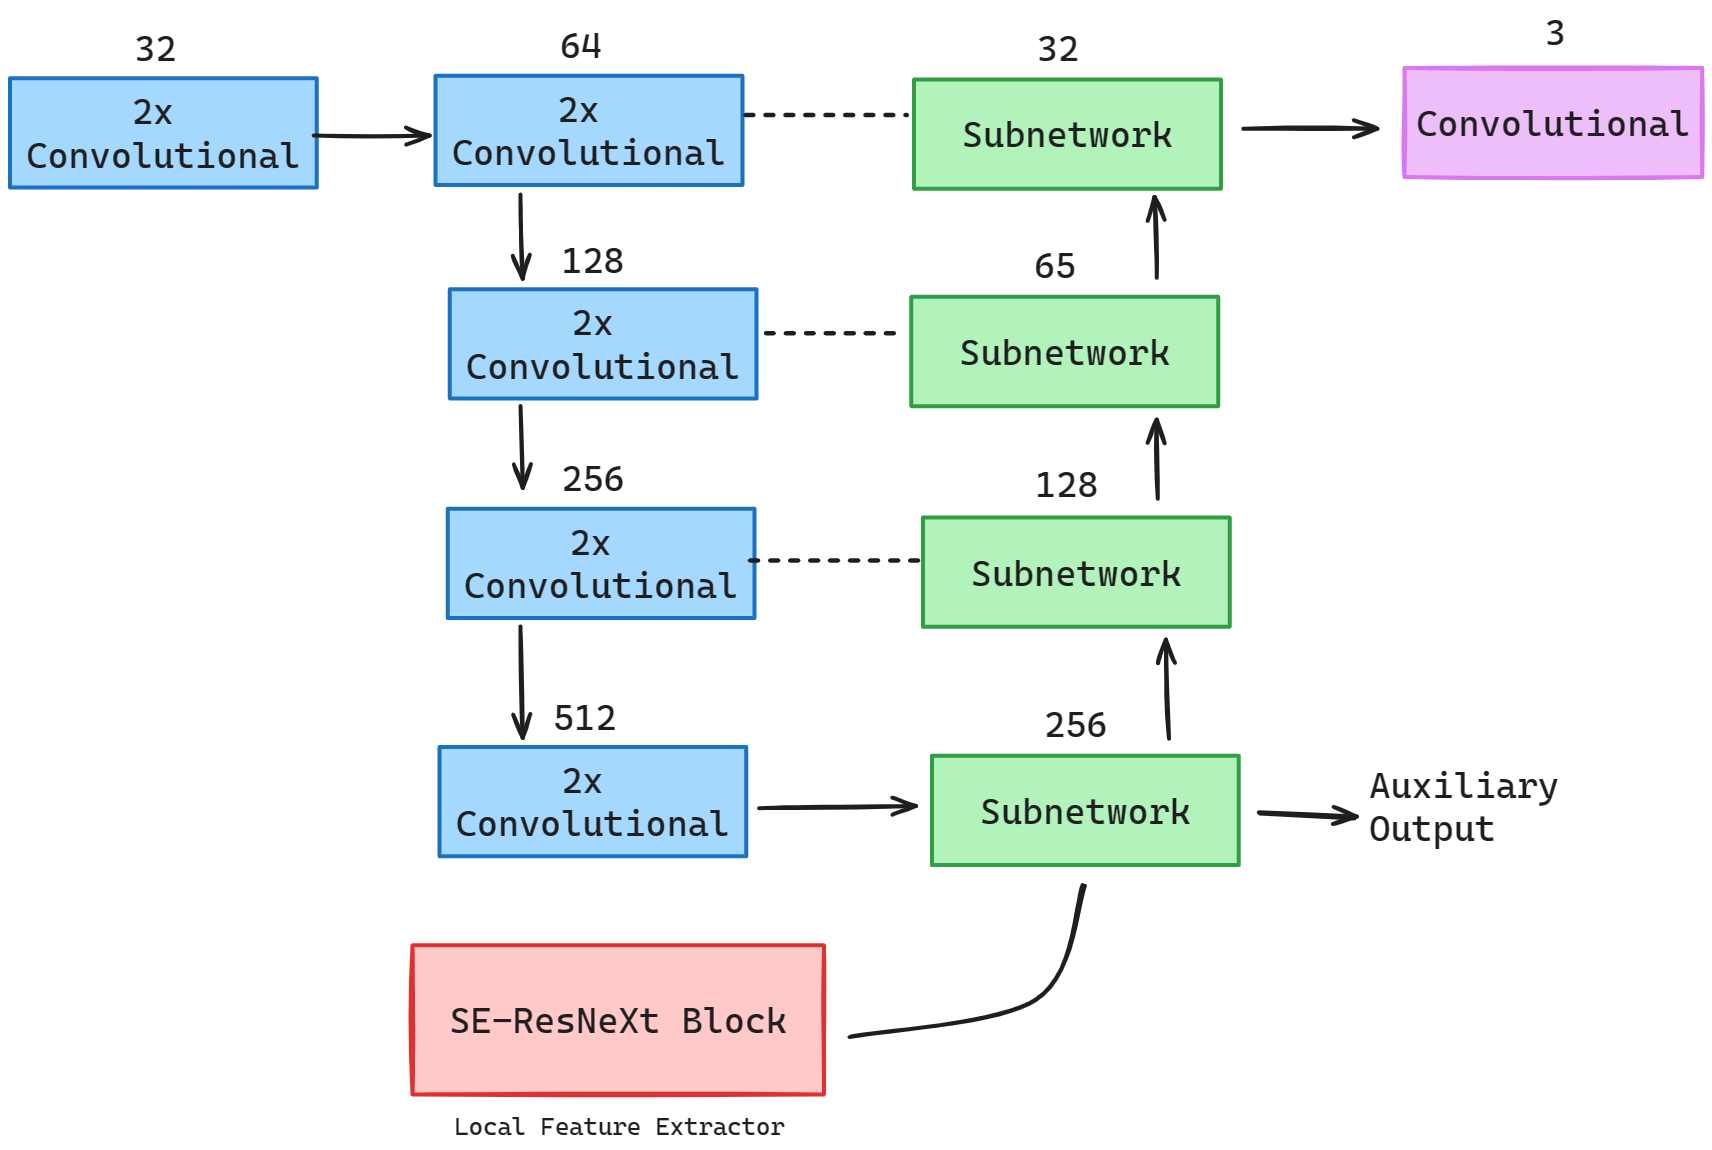 32
2x
Convolutional
64
2x
Convolutional
32
Subnetwork
3
Convolutional
128
2x
Convolutional
65
Subnetwork
256
2x
Convolutional
128
Subnetwork
512
2x
Convolutional
256
Subnetwork
Auxiliary
Output
SE-ResNeXt Block
Local Feature Extractor